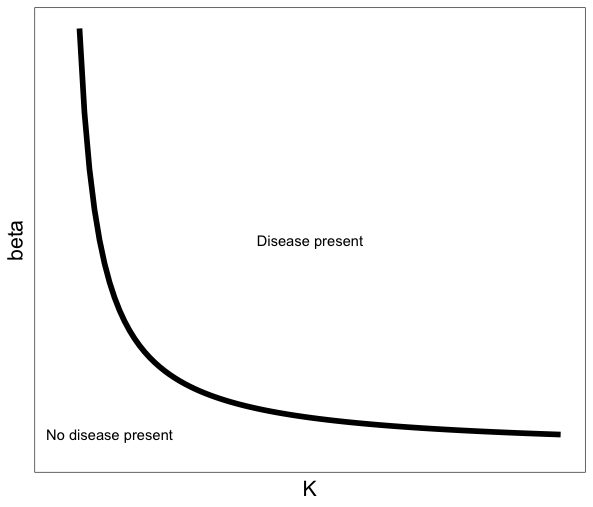 beta
Disease present
No disease present
K